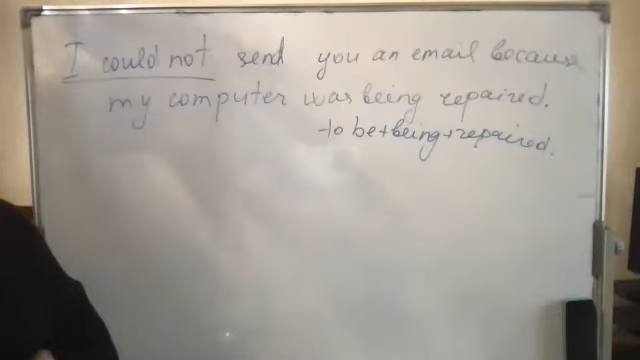 I could not send you an email because
my computer was being repaired.
to be+being+repaired.